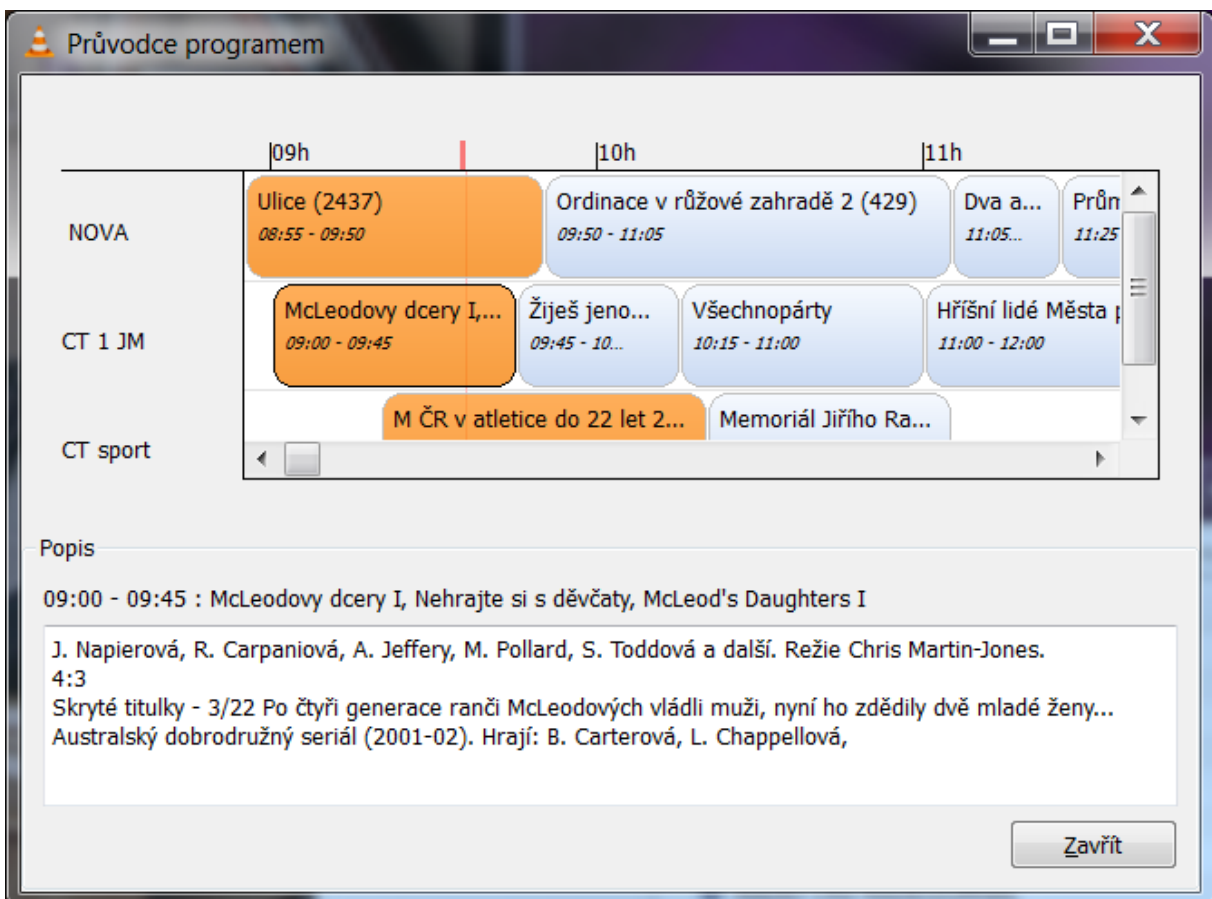 Průvodce programem
09h 10h 11h
NOVA
Ulice (2437)
08:55 - 09:50
Ordinace v růžové zahradě 2 (429)
09:50 - 11:05
Dva a...
11:05...
Prům
11:25
CT 1 JM
McLeodovy dcery I,...
09:00 - 09:45
Žiješ jeno...
09:45 - 10...
Všechnopárty
10:15 - 11:00
Hříšní lidé Města p
11:00 - 12:00
CT sport
M ČR v atletice do 22 let 2...
Memoriál Jiřího Ra...
Popis
09:00 - 09:45 : McLeodovy dcery I, Nehrajte si s děvčaty, McLeod's Daughters I
J. Napierová, R. Carpaniová, A. Jeffery, M. Pollard, S. Toddová a další. Režie Chris Martin-Jones.
4:3
Skryté titulky - 3/22 Po čtyři generace ranči McLeodových vládli muži, nyní ho zdědily dvě mladé ženy...
Australský dobrodružný seriál (2001-02). Hrají: B. Carterová, L. Chappellová,
Zavřít